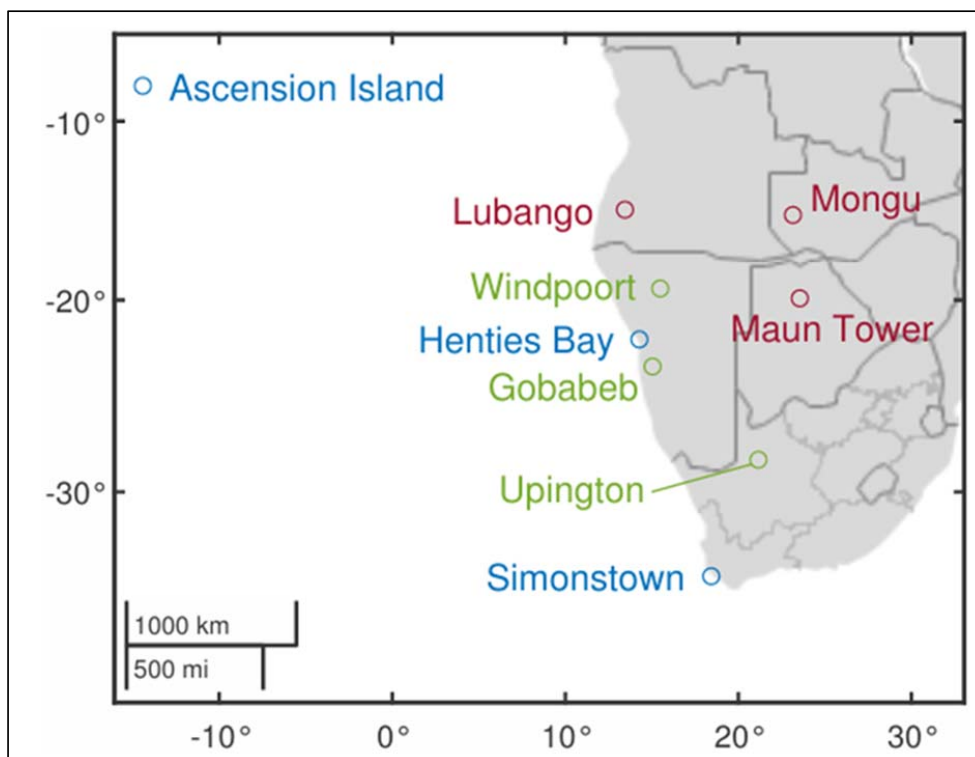 Ascension Island
-10°
Mongu
Lubango
Windpoort
-20°
Maun Tower
Henties Bay
Gobabeb
Upington
-30°
Simonstown
1000 km
500 mi
-10°
0°
10°
20°
30°